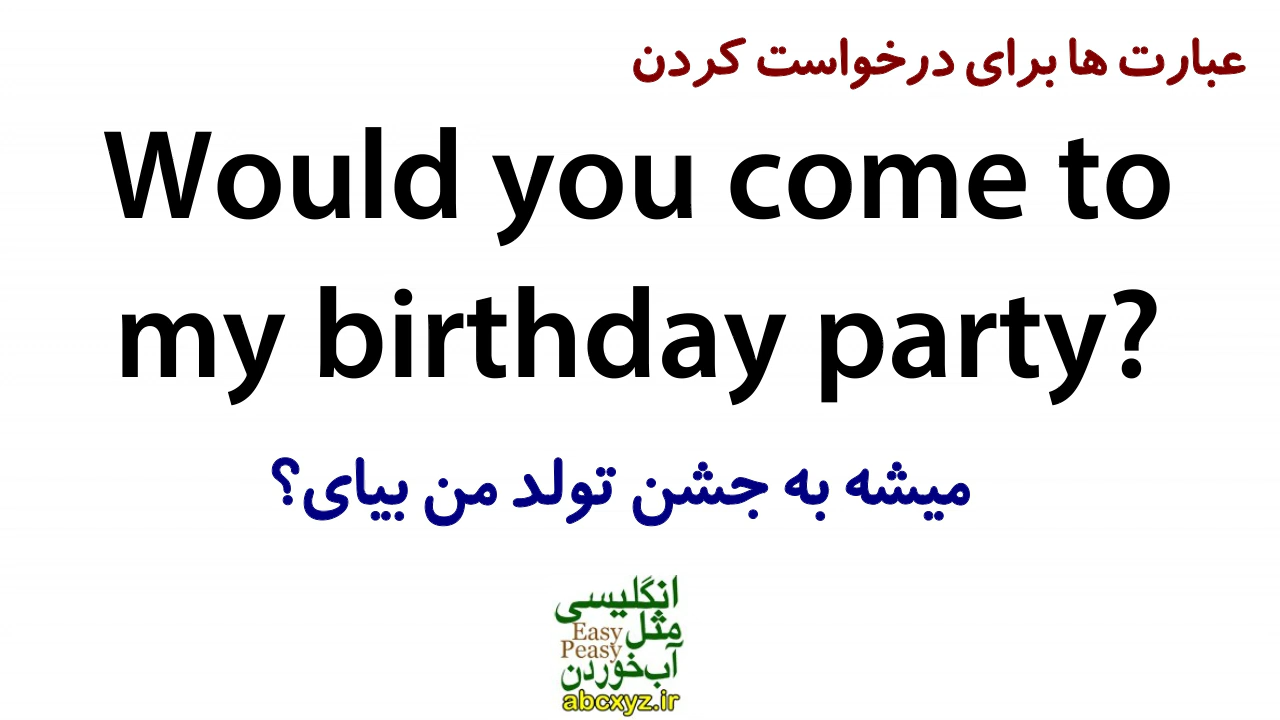 عبارت ها برای درخواست کردن
Would you come to
my birthday party?
میشه به جشن تولد من بیای؟
انگلیسی
مثل
Easy
Peasy
آب‌خوردن
abcxyz.ir